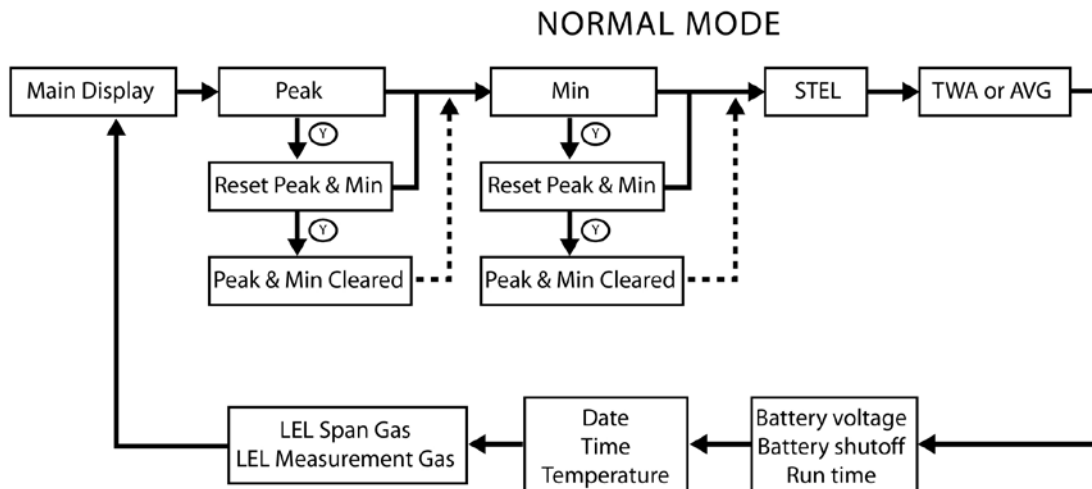 NORMAL MODE
Main Display
Peak
Min
STEL
TWA or AVG
Y
Y
Reset Peak & Min
Reset Peak & Min
Y
Y
Peak & Min Cleared
Peak & Min Cleared
LEL Span Gas
LEL Measurement Gas
Date
Time
Temperature
Battery voltage
Battery shutoff
Run time